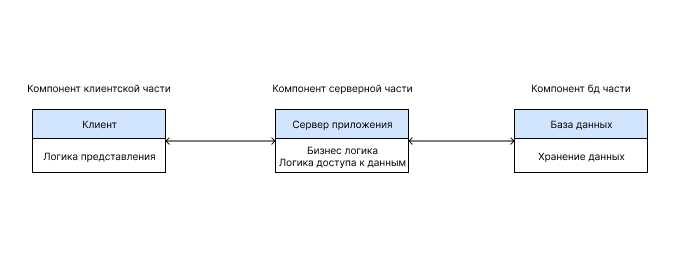 Компонент клиентской части
Компонент серверной части
Компонент бд части
Клиент
Сервер приложения
База данных
Логика представления
Бизнес логика
Логика доступа к данным
Хранение данных